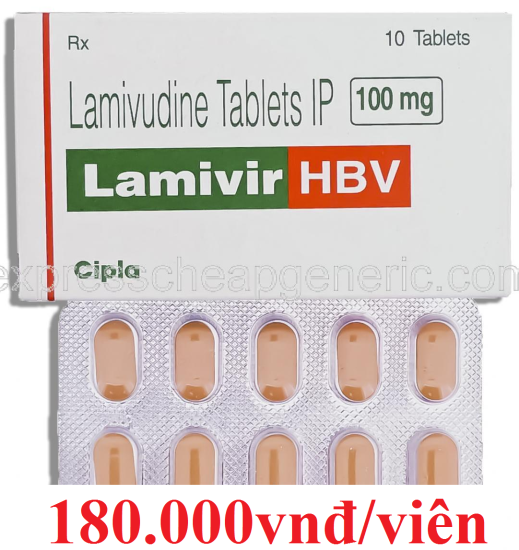 Rx
10 Tablets
Lamivudine Tablets IP 100 mg
Lamivir HBV
Cipla
expresscheapgeneric.com
180.000vnđ/viên